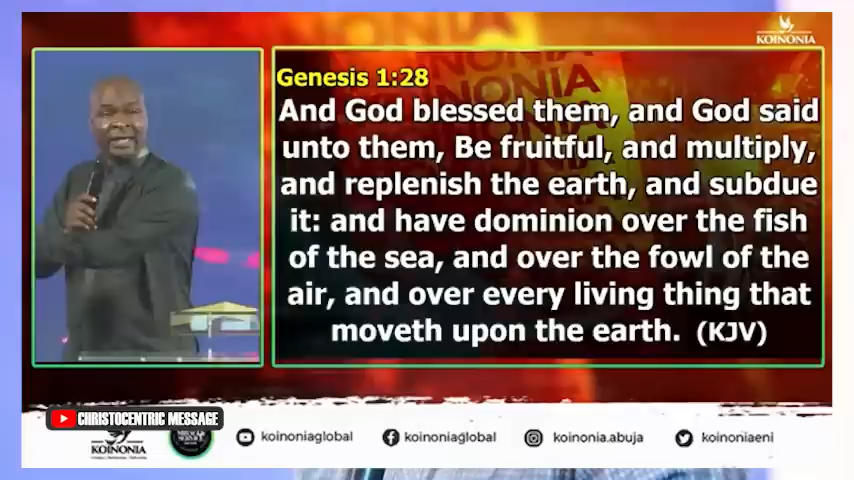 KOINONIA
Genesis 1:28
And God blessed them, and God said
unto them, Be fruitful, and multiply,
and replenish the earth, and subdue
it: and have dominion over the fish
of the sea, and over the fowl of the
air, and over every living thing that
moveth upon the earth. (KJV)
CHRISTOCENTRIC MESSAGE
KOINONIA
koinoniaglobal
koinoniaglobal
koinonia.abuja
koinoniaeni